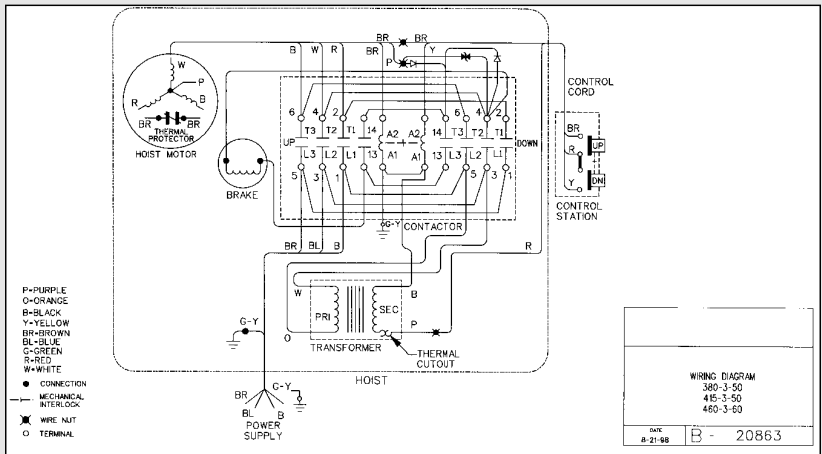 BR BR
B W R BR Y
P
W
P
R B
BR BR
THERMAL
PROTECTOR
HOIST MOTOR
CONTROL
CORD
6 4 2 6 4 2
T3 T2 T1 14 A2 A2 14 T3 T2 T1
UP DOWN
L3 L2 L1 13 A1 A1 13 L3 L2 L1
5 3 1 5 3 1
BRAKE
BR
R
Y
UP
DN
CONTROL
STATION
G-Y CONTACTOR
BR BL B R
W B
PRI SEC
O P
TRANSFORMER
THERMAL
CUTOUT
HOIST
G-Y
P-PURPLE
O-ORANGE
B-BLACK
Y-YELLOW
BR-BROWN
BL-BLUE
G-GREEN
R-RED
W-WHITE
CONNECTION
MECHANICAL
INTERLOCK
WIRE NUT
TERMINAL
G-Y
BR
BL B
POWER
SUPPLY
WIRING DIAGRAM
380-3-50
415-3-50
460-3-60
DATE
8-21-98
B - 20863